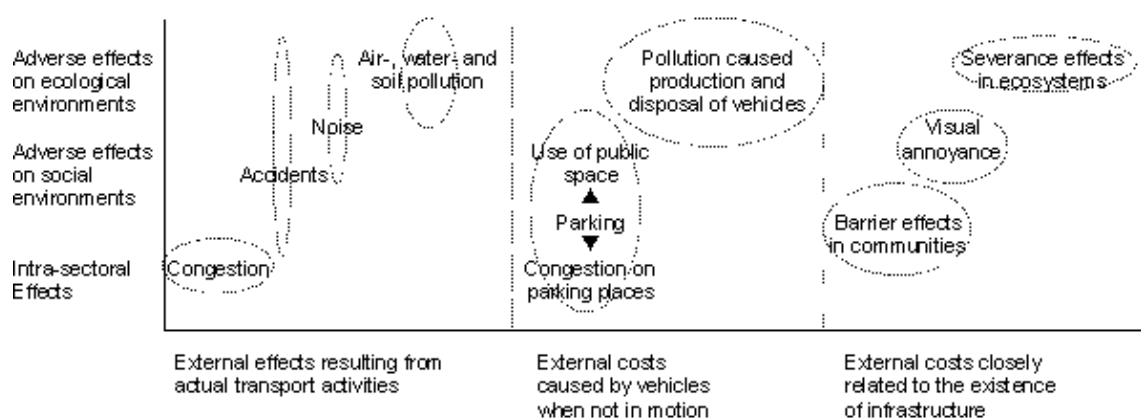 Adverse effects
on ecological
environments
Adverse effects
on social
environments
Intra-sectoral
Effects
Air-, water- and
soil pollution
Noise
Accidents
Congestion
Pollution caused
production and
disposal of vehicles
Use of public
space
Parking
Congestion on
parking places
Severance effects
in ecosystems
Visual
annoyance
Barrier effects
in communities
External effects resulting from
actual transport activities
External costs
caused by vehicles
when not in motion
External costs closely
related to the existence
of infrastructure